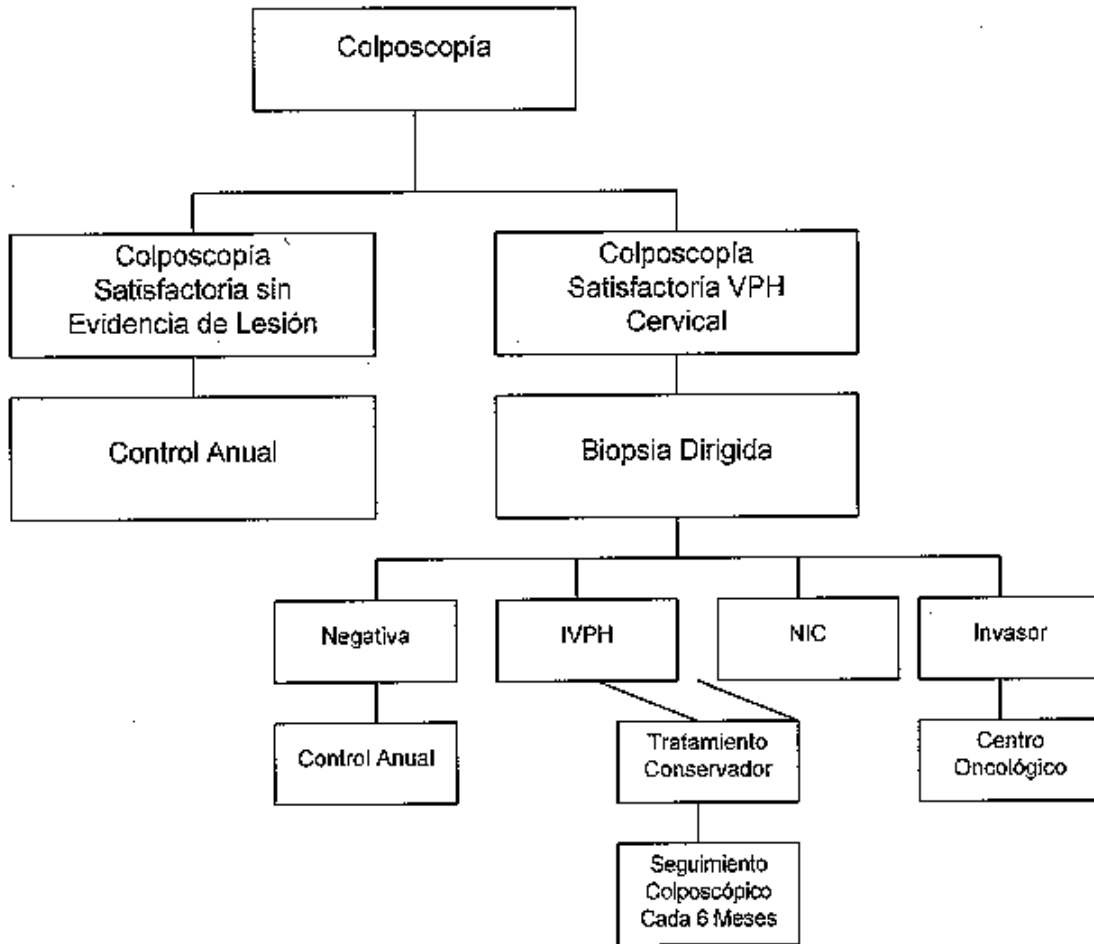 Colposcopía
Colposcopía
Satisfactoria sin
Evidencia de Lesión
Colposcopía
Satisfactoría VPH
Cervical
Control Anual
Biopsia Dirigida
Negativa
IVPH
NIC
Invasor
Control Anual
Tratamiento
Conservador
Centro
Oncológico
Seguimiento
Colposcópico
Cada 6 Meses